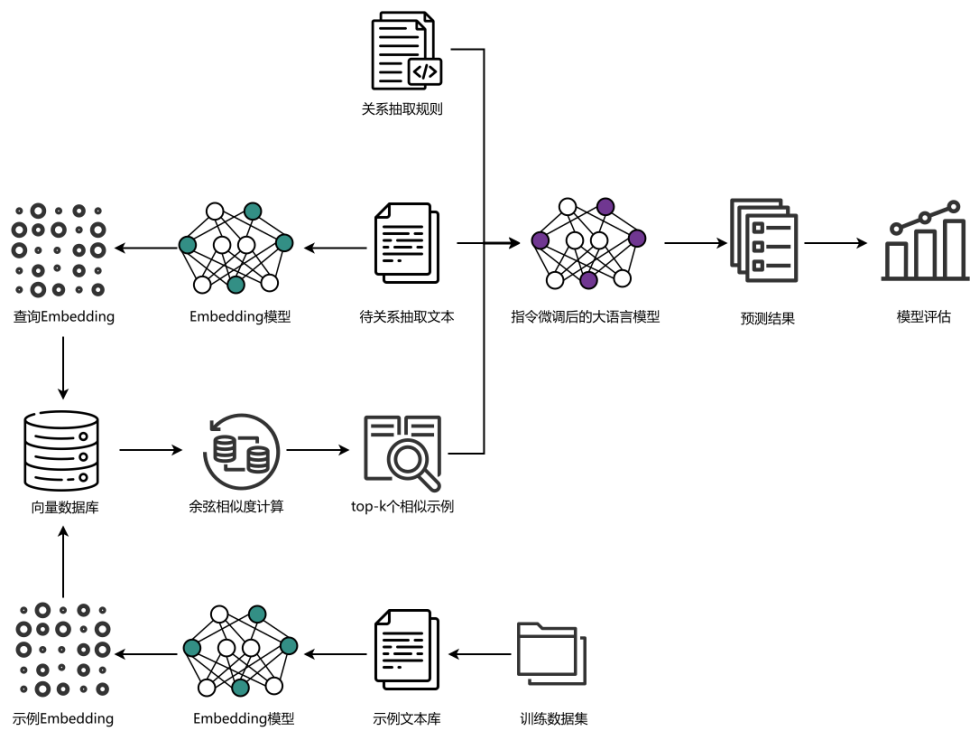 关系抽取规则
查询Embedding
Embedding模型
待关系抽取文本
指令微调后的大语言模型
预测结果
模型评估
向量数据库
余弦相似度计算
top-k个相似示例
示例Embedding
Embedding模型
示例文本库
训练数据集